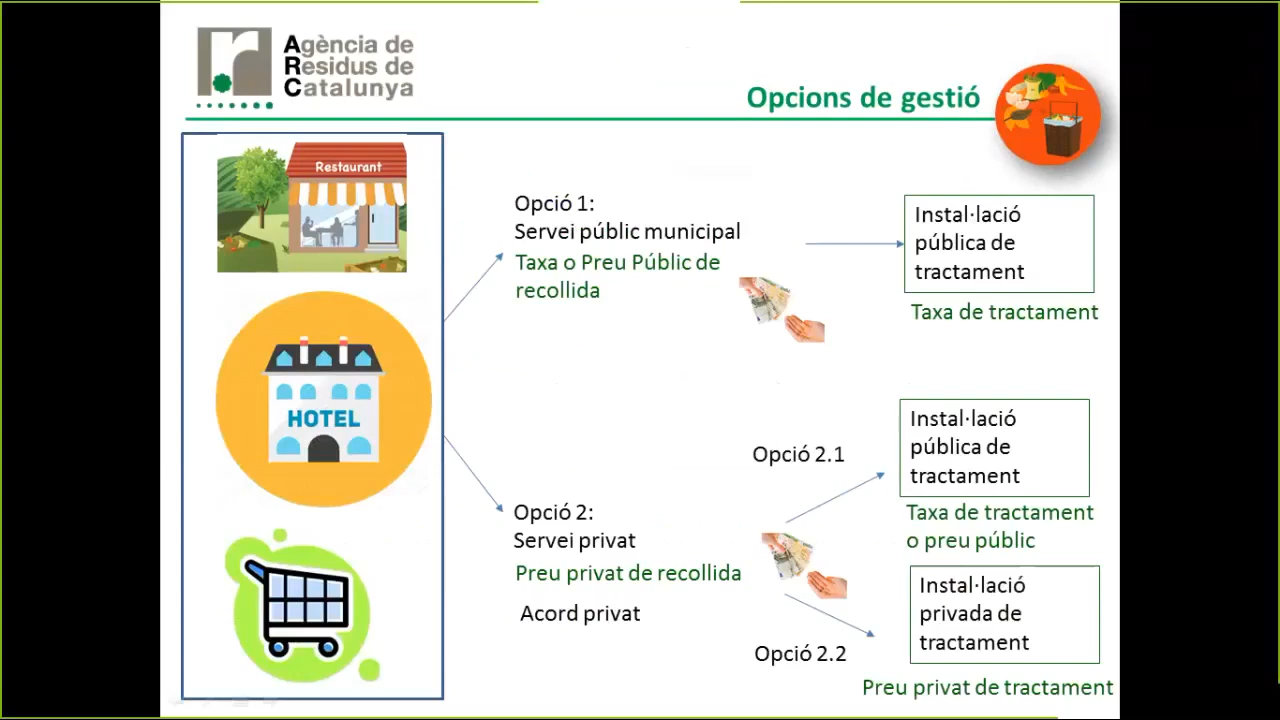 Agència de
Residus de
Catalunya
Opcions de gestió
Restaurant
HOTEL
Opció 1:
Servei públic municipal
Taxa o Preu Públic de
recollida
Instal·lació
pública de
tractament
Taxa de tractament
Opció 2:
Servei privat
Preu privat de recollida
Acord privat
Opció 2.1
Instal·lació
pública de
tractament
Taxa de tractament
o preu públic
Opció 2.2
Instal·lació
privada de
tractament
Preu privat de tractament